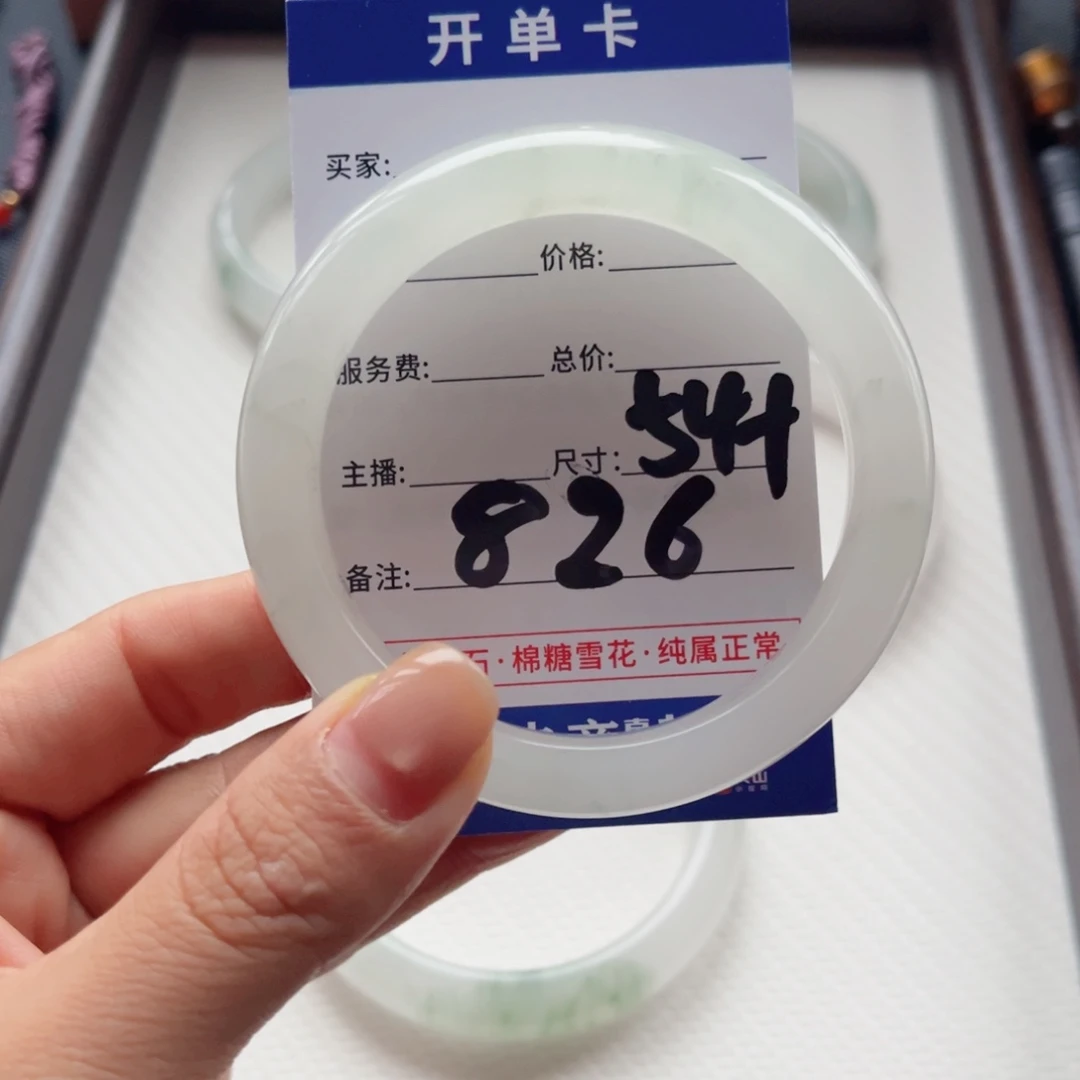 开单卡
买家:
价格:
服务费: 总价:
主播: 尺寸: 544
备注: 826
石·棉糖雪花·纯属正常